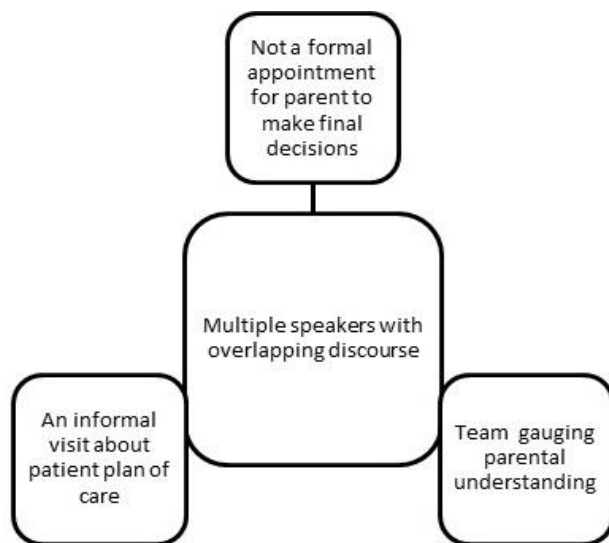 Not a formal
appointment
for parent to
make final
decisions
Multiple speakers with
overlapping discourse
An informal
visit about
patient plan of
care
Team gauging
parental
understanding